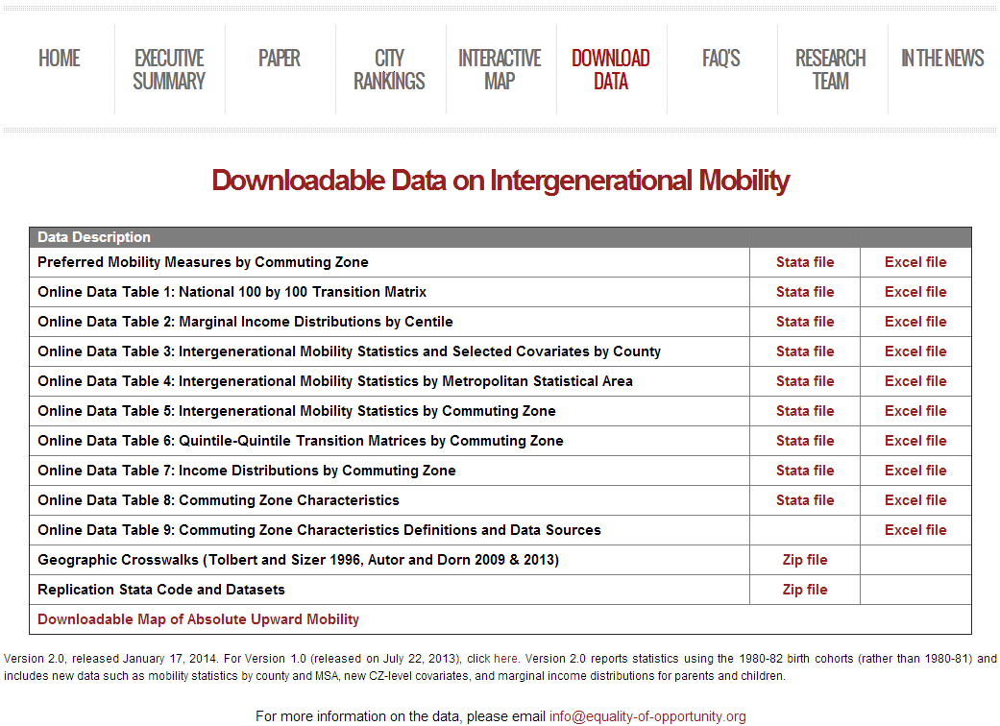 HOME
EXECUTIVE
SUMMARY
PAPER
CITY
RANKINGS
INTERACTIVE
MAP
DOWNLOAD
DATA
FAQ'S
RESEARCH
TEAM
IN THE NEWS
Downloadable Data on Intergenerational Mobility
Data Description
Preferred Mobility Measures by Commuting Zone Stata file Excel file
Online Data Table 1: National 100 by 100 Transition Matrix Stata file Excel file
Online Data Table 2: Marginal Income Distributions by Centile Stata file Excel file
Online Data Table 3: Intergenerational Mobility Statistics and Selected Covariates by County Stata file Excel file
Online Data Table 4: Intergenerational Mobility Statistics by Metropolitan Statistical Area Stata file Excel file
Online Data Table 5: Intergenerational Mobility Statistics by Commuting Zone Stata file Excel file
Online Data Table 6: Quintile-Quintile Transition Matrices by Commuting Zone Stata file Excel file
Online Data Table 7: Income Distributions by Commuting Zone Stata file Excel file
Online Data Table 8: Commuting Zone Characteristics Stata file Excel file
Online Data Table 9: Commuting Zone Characteristics Definitions and Data Sources Excel file
Geographic Crosswalks (Tolbert and Sizer 1996, Autor and Dorn 2009 & 2013) Zip file
Replication Stata Code and Datasets Zip file
Downloadable Map of Absolute Upward Mobility
Version 2.0, released January 17, 2014. For Version 1.0 (released on July 22, 2013), click here. Version 2.0 reports statistics using the 1980-82 birth cohorts (rather than 1980-81) and
includes new data such as mobility statistics by county and MSA, new CZ-level covariates, and marginal income distributions for parents and children.
For more information on the data, please email info@equality-of-opportunity.org